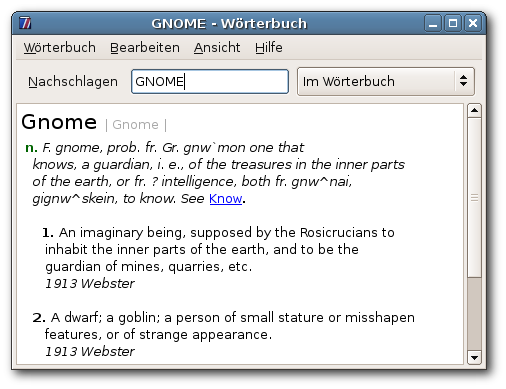 GNOME - Wörterbuch
Wörterbuch Bearbeiten Ansicht Hilfe
Nachschlagen GNOME Im Wörterbuch
Gnome | Gnome |
n. F. gnome, prob. fr. Gr. gnw`mon one that
knows, a guardian, i. e., of the treasures in the inner parts
of the earth, or fr. ? intelligence, both fr. gnw^nai,
gignw^skein, to know. See Know.
1. An imaginary being, supposed by the Rosicrucians to
inhabit the inner parts of the earth, and to be the
guardian of mines, quarries, etc.
1913 Webster
2. A dwarf; a goblin; a person of small stature or misshapen
features, or of strange appearance.
1913 Webster